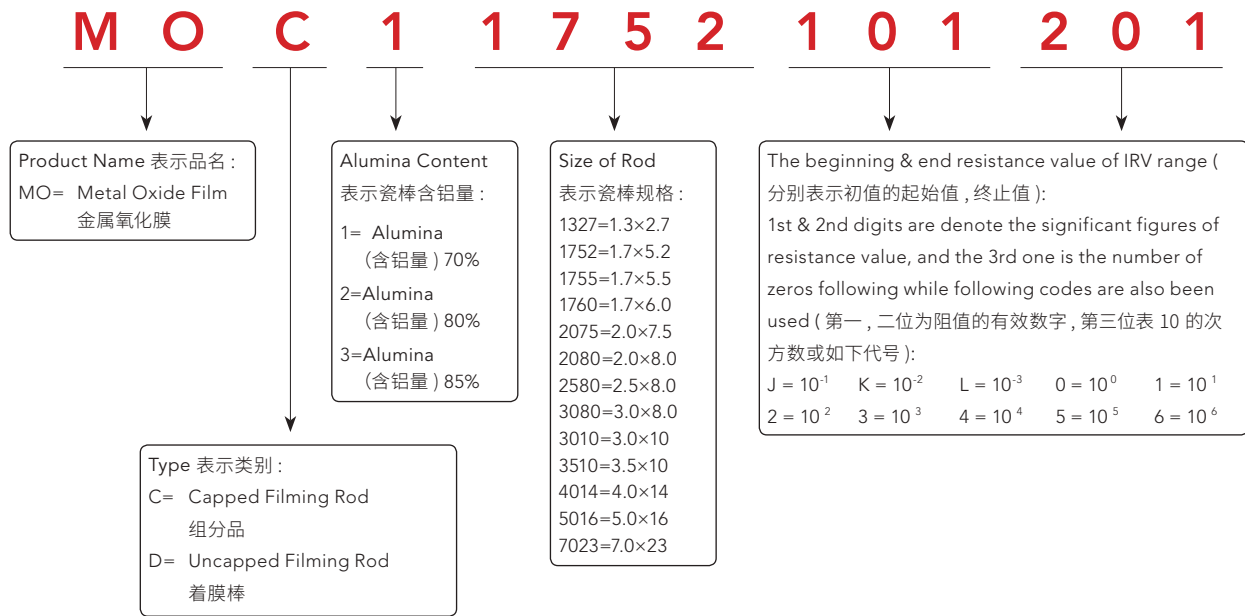 M O C 1 1 7 5 2 1 0 1 2 0 1
Product Name 表示品名 :
MO= Metal Oxide Film
金属氧化膜
Alumina Content
表示瓷棒含铝量 :
1= Alumina
(含铝量 ) 70%
2=Alumina
(含铝量 ) 80%
3=Alumina
(含铝量 ) 85%
Size of Rod
表示瓷棒规格 :
1327=1.3×2.7
1752=1.7×5.2
1755=1.7×5.5
1760=1.7×6.0
2075=2.0×7.5
2080=2.0×8.0
2580=2.5×8.0
3080=3.0×8.0
3010=3.0×10
3510=3.5×10
4014=4.0×14
5016=5.0×16
7023=7.0×23
The beginning & end resistance value of IRV range (
分别表示初值的起始值 , 终止值 ):
1st & 2nd digits are denote the significant figures of
resistance value, and the 3rd one is the number of
zeros following while following codes are also been
used ( 第一 , 二位为阻值的有效数字 , 第三位表 10 的次
方数或如下代号 ):
J = 10⁻¹ K = 10⁻² L = 10⁻³ 0 = 10⁰ 1 = 10¹
2 = 10² 3 = 10³ 4 = 10⁴ 5 = 10⁵ 6 = 10⁶
Type 表示类别 :
C= Capped Filming Rod
组分品
D= Uncapped Filming Rod
着膜棒